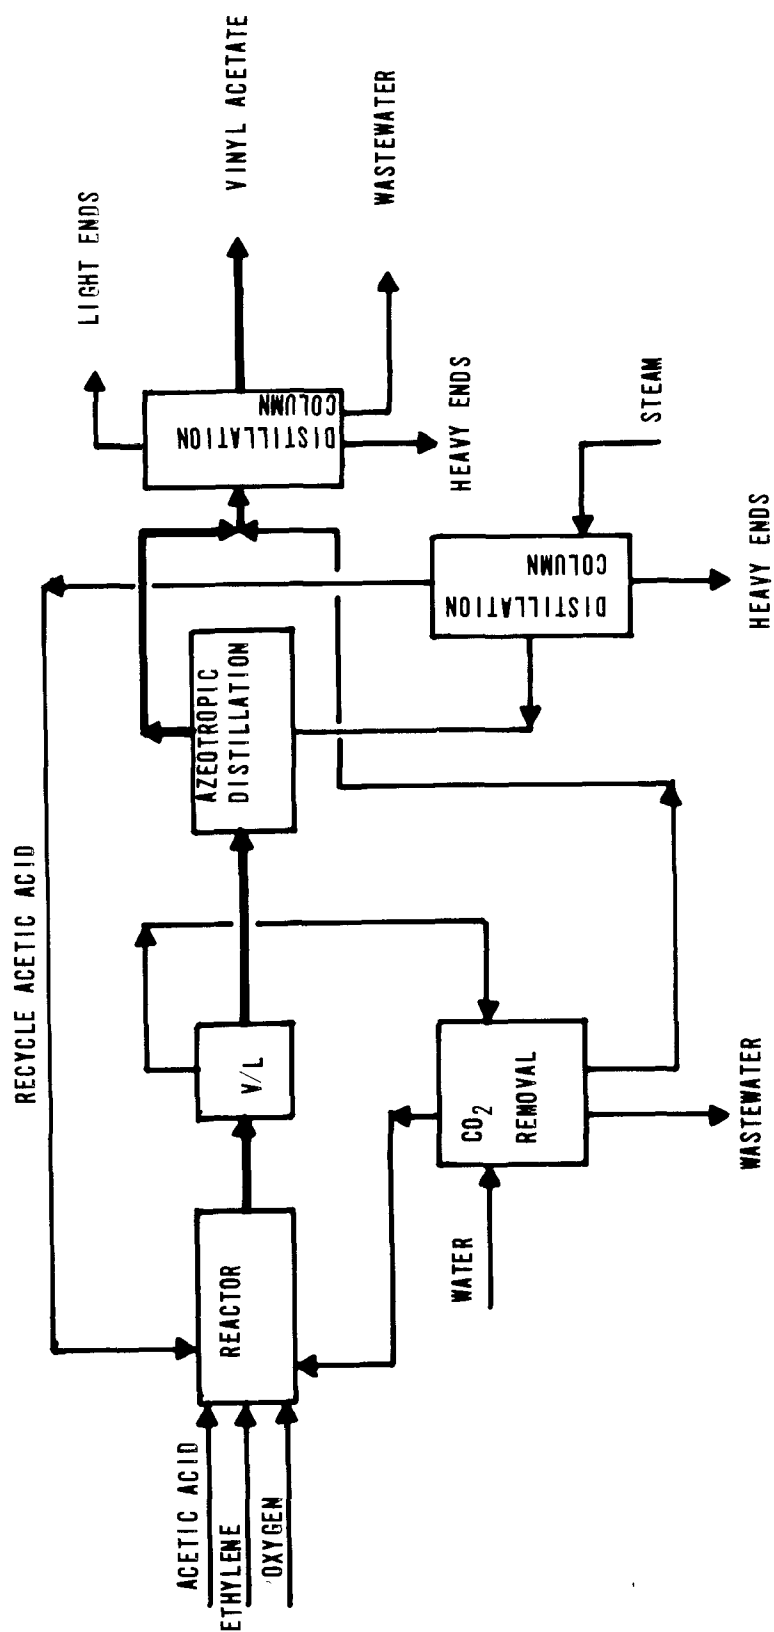 RECYCLE ACETIC ACID
LIGHT ENDS
VINYL ACETATE
WASTEWATER
ACETIC ACID
ETHYLENE
OXYGEN
REACTOR
V/L
AZEOTROPIC
DISTILLATION
DISTILLATION
COLUMN
HEAVY ENDS
WATER
CO2
REMOVAL
WASTEWATER
DISTILLATION
COLUMN
STEAM
HEAVY ENDS